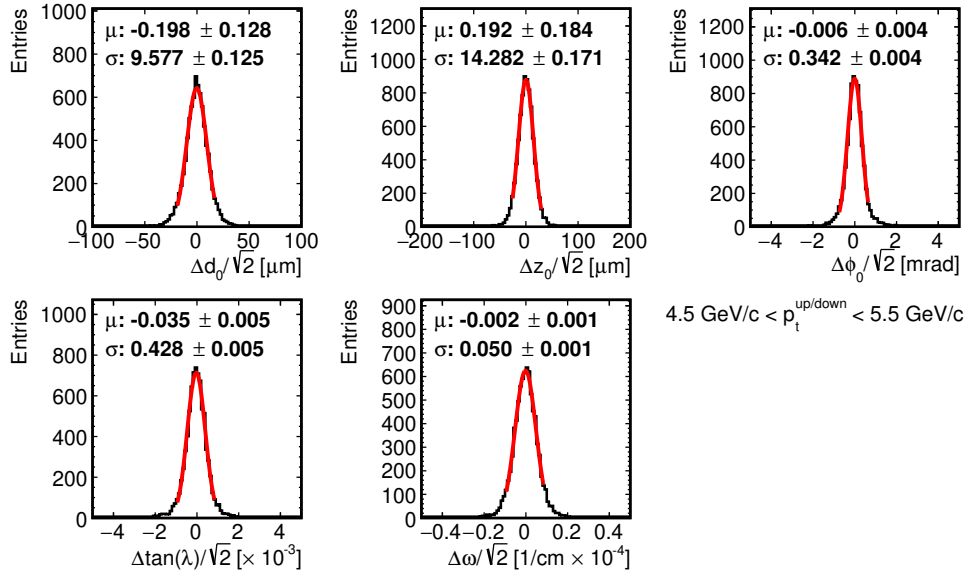 Entries
1000
800
600
400
200
0
μ: -0.198 ± 0.128
σ: 9.577 ± 0.125
−100 −50 0 50 100
Δd₀/√2 [μm]
Entries
1200
1000
800
600
400
200
0
μ: 0.192 ± 0.184
σ: 14.282 ± 0.171
−200 −100 0 100 200
Δz₀/√2 [μm]
Entries
1200
1000
800
600
400
200
0
μ: -0.006 ± 0.004
σ: 0.342 ± 0.004
−4 −2 0 2 4
Δϕ₀/√2 [mrad]
Entries
1000
800
600
400
200
0
μ: -0.035 ± 0.005
σ: 0.428 ± 0.005
−4 −2 0 2 4
Δtan(λ)/√2 [× 10⁻³]
Entries
900
800
700
600
500
400
300
200
100
0
μ: -0.002 ± 0.001
σ: 0.050 ± 0.001
−0.4 −0.2 0 0.2 0.4
Δω/√2 [1/cm × 10⁻⁴]
4.5 GeV/c < p_t^up/down < 5.5 GeV/c